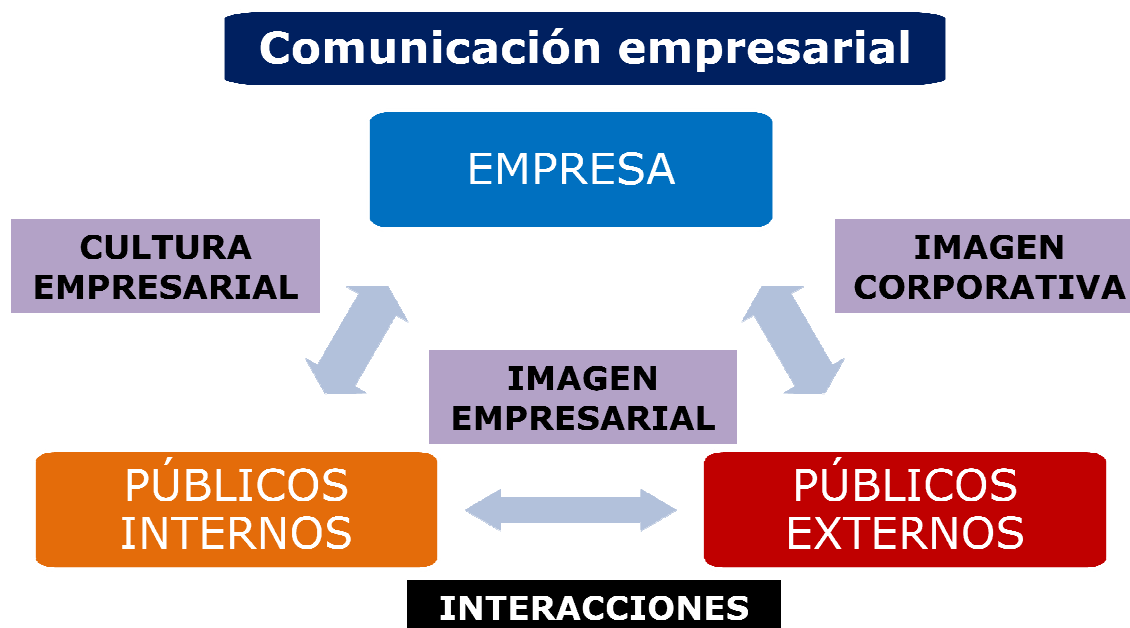 Comunicación empresarial
EMPRESA
CULTURA
EMPRESARIAL
IMAGEN
CORPORATIVA
IMAGEN
EMPRESARIAL
PÚBLICOS
INTERNOS
PÚBLICOS
EXTERNOS
INTERACCIONES